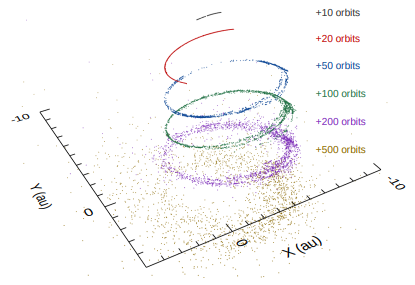 +10 orbits
+20 orbits
+50 orbits
+100 orbits
+200 orbits
+500 orbits
-10
Y (au)
0
0
X (au)
-10